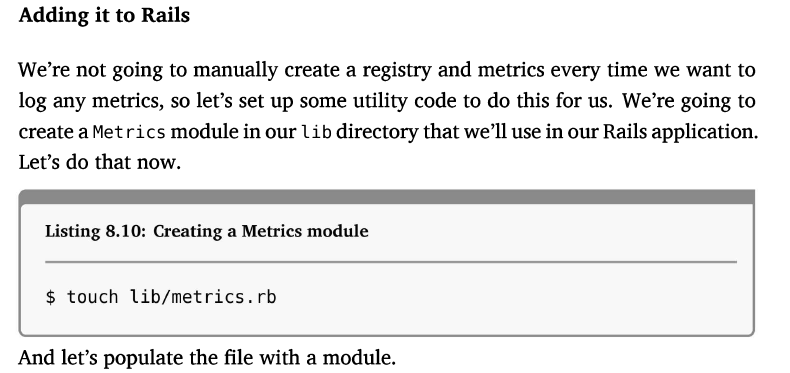 Adding it to Rails
We’re not going to manually create a registry and metrics every time we want to
log any metrics, so let’s set up some utility code to do this for us. We’re going to
create a Metrics module in our lib directory that we’ll use in our Rails application.
Let’s do that now.
Listing 8.10: Creating a Metrics module
$ touch lib/metrics.rb
And let’s populate the file with a module.